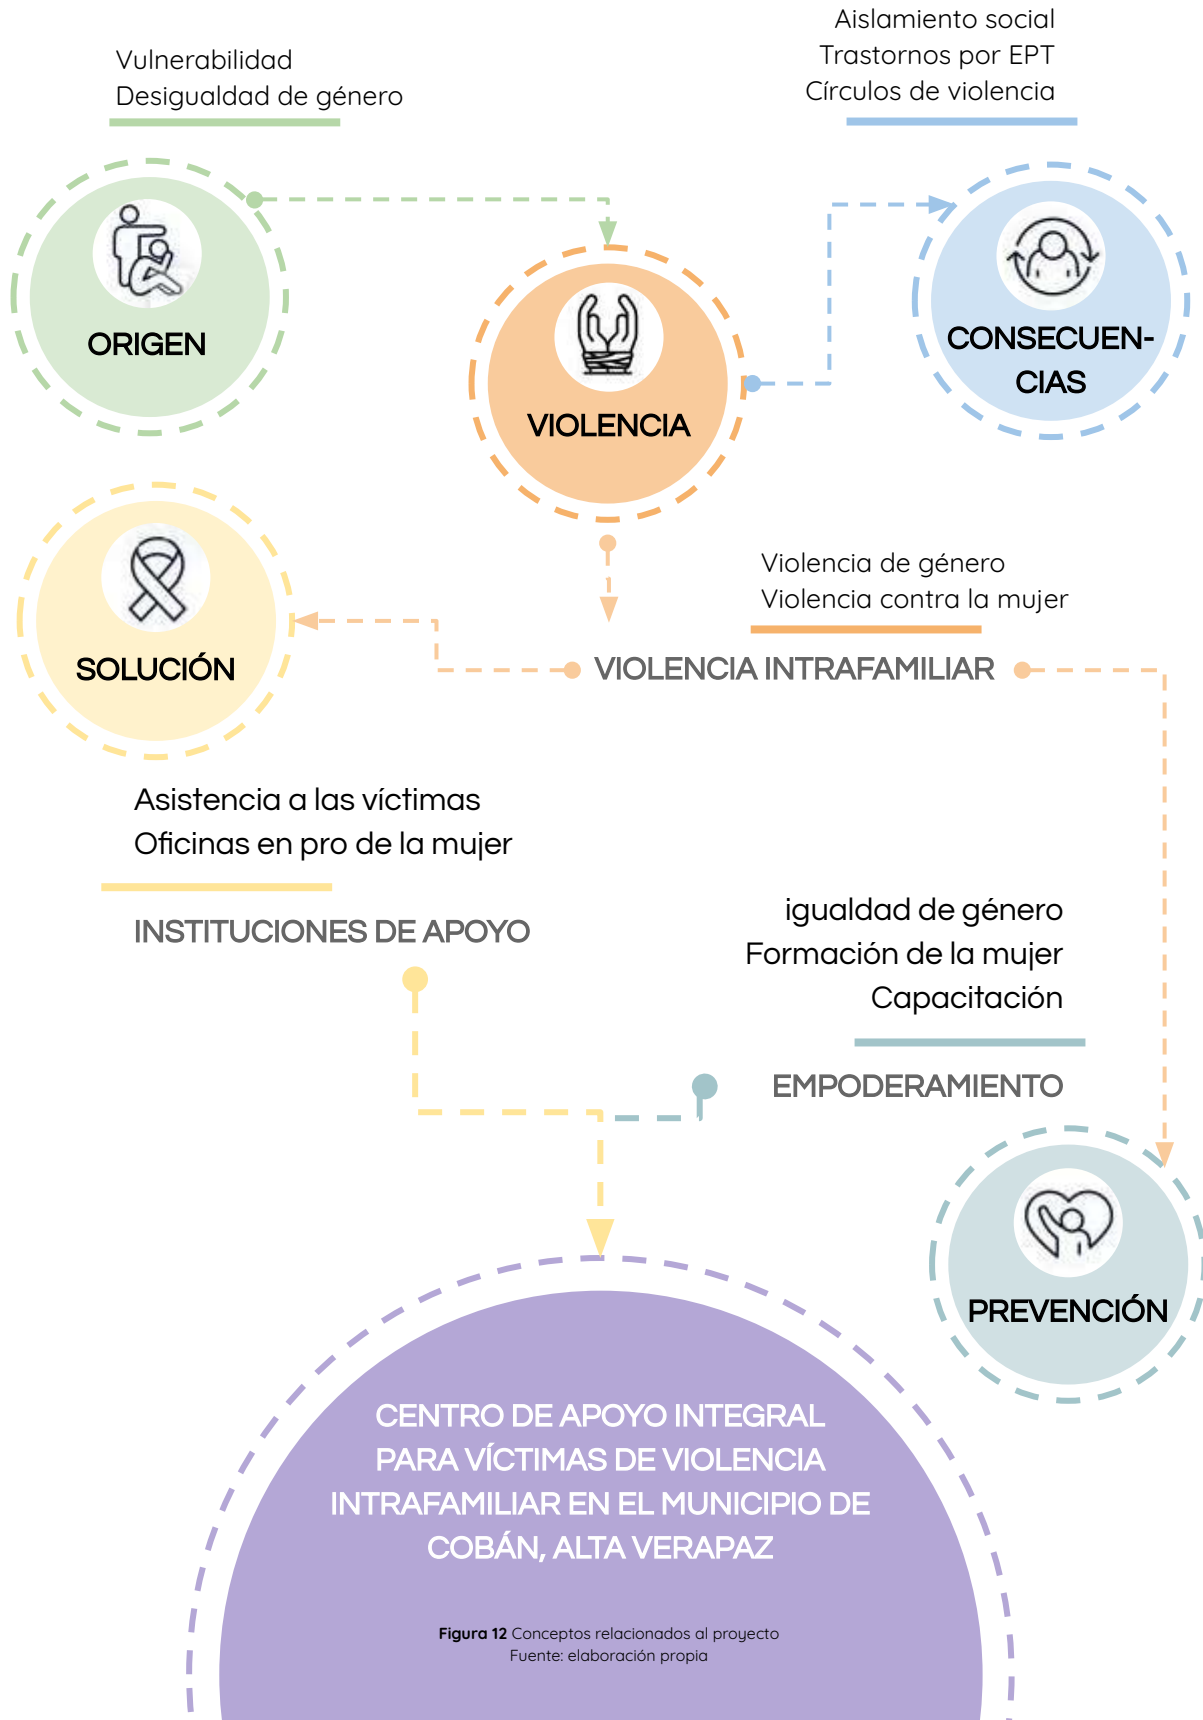 Vulnerabilidad
Desigualdad de género
Aislamiento social
Trastornos por EPT
Círculos de violencia
ORIGEN
VIOLENCIA
CONSECUEN-
CIAS
SOLUCIÓN
Violencia de género
Violencia contra la mujer
VIOLENCIA INTRAFAMILIAR
Asistencia a las víctimas
Oficinas en pro de la mujer
INSTITUCIONES DE APOYO
igualdad de género
Formación de la mujer
Capacitación
EMPODERAMIENTO
PREVENCIÓN
CENTRO DE APOYO INTEGRAL
PARA VÍCTIMAS DE VIOLENCIA
INTRAFAMILIAR EN EL MUNICIPIO DE
COBÁN, ALTA VERAPAZ
Figura 12 Conceptos relacionados al proyecto
Fuente: elaboración propia